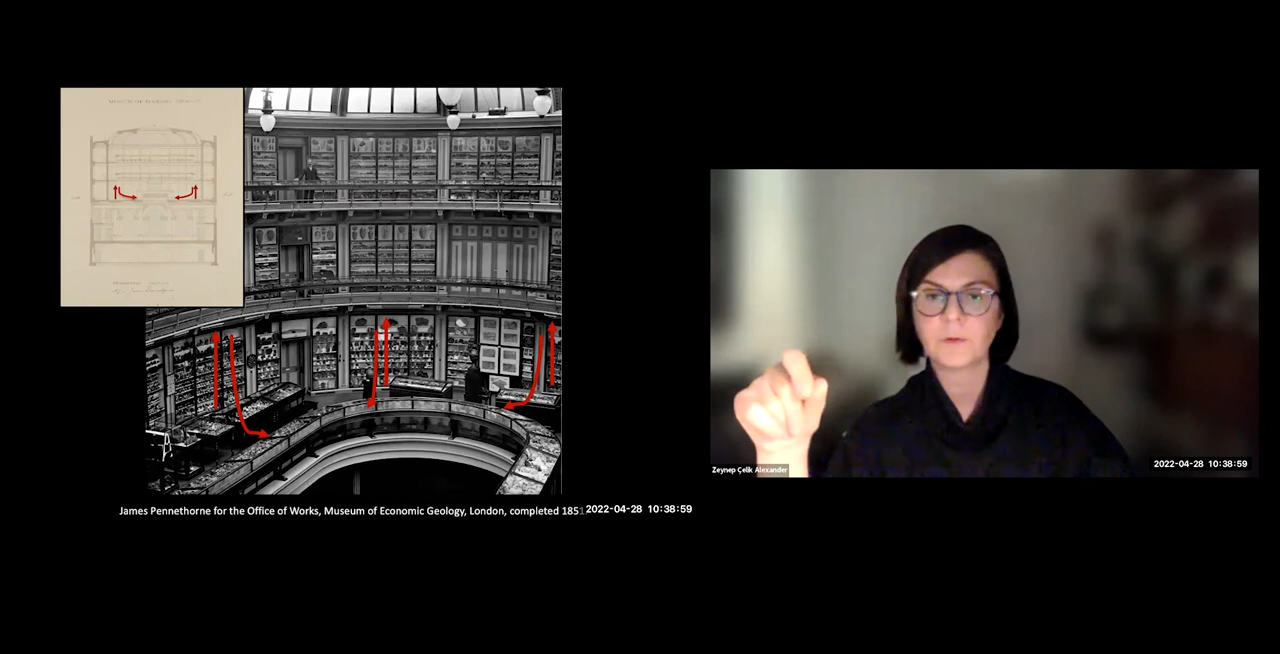 James Pennethorne for the Office of Works, Museum of Economic Geology, London, completed 1851
2022-04-28 10:38:59
Zeynep Çelik Alexander
2022-04-28 10:38:59